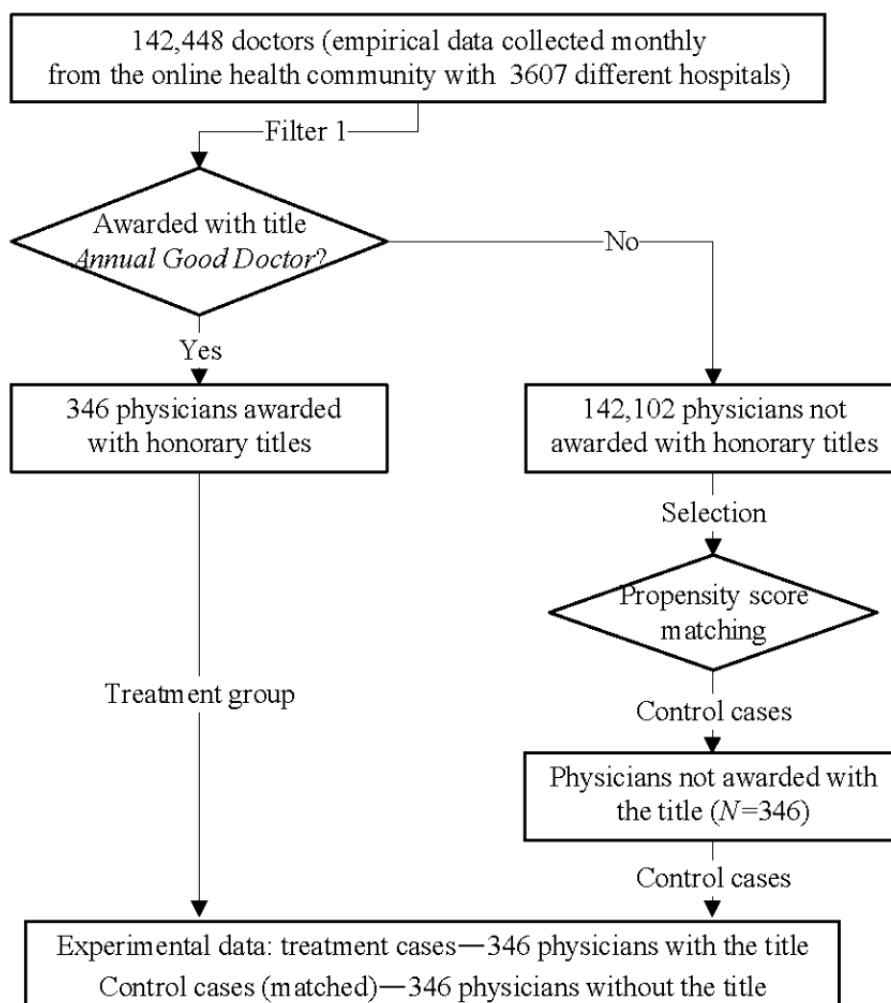 142,448 doctors (empirical data collected monthly
from the online health community with 3607 different hospitals)
Filter 1
Awarded with title
Annual Good Doctor?
No
Yes
346 physicians awarded
with honorary titles
142,102 physicians not
awarded with honorary titles
Selection
Propensity score
matching
Treatment group
Control cases
Physicians not awarded with
the title (N=346)
Control cases
Experimental data: treatment cases—346 physicians with the title
Control cases (matched)—346 physicians without the title